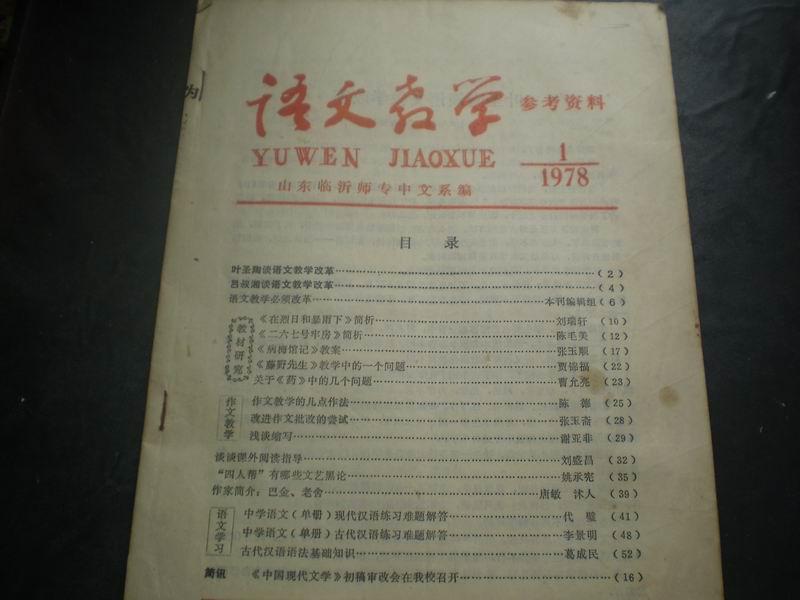 为
语文教学 参考资料
YUWEN JIAOXUE 1
1978
山东临沂师专中文系编
目 录
叶圣陶谈语文教学改革……………………………(2)
吕叔湘谈语文教学改革……………………………(4)
语文教学必须改革……………………………本刊编辑组(6)
教材研究
《在烈日和暴雨下》简析……………………………刘瑞轩 (10)
《二六七号牢房》简析……………………………陈毛美 (12)
《病梅馆记》教案……………………………张玉顺 (17)
《藤野先生》教学中的一个问题……………………………贾锦福 (22)
关于《药》中的几个问题……………………………曹允亮 (23)
作文教学
作文教学的几点作法……………………………陈 德 (25)
改进作文批改的尝试……………………………张玉斋 (28)
浅谈缩写……………………………谢亚非 (29)
谈谈课外阅读指导……………………………刘盛昌 (32)
“四人帮”有哪些文艺黑论……………………………姚承宪 (35)
作家简介:巴金、老舍……………………………唐敏 沭人 (39)
语文学习
中学语文(单册)现代汉语练习难题解答……………………………代 璧 (41)
中学语文(单册)古代汉语练习难题解答……………………………李景明 (48)
古代汉语语法基础知识……………………………葛成民 (52)
简讯 《中国现代文学》初稿审改会在我校召开……………………………(16)